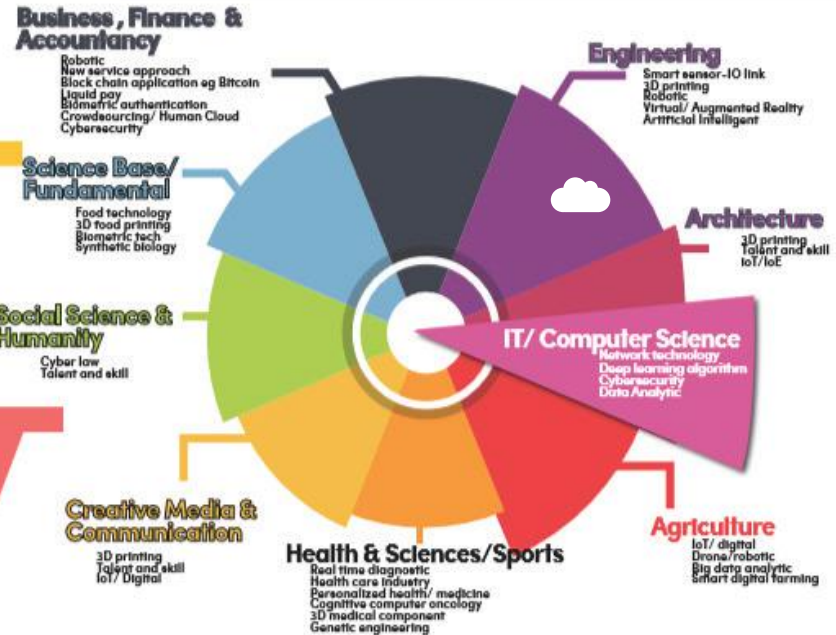 Business, Finance &
Accountancy
Robotic
New service approach
Block chain application eg Bitcoin
Liquid pay
Biometric authentication
Crowdsourcing/ Human Cloud
Cybersecurity
Engineering
Smart sensor-IO link
3D printing
Robotic
Virtual/ Augmented Reality
Artificial Intelligent
Science Base/
Fundamental
Food technology
3D food printing
Biometric tech
Synthetic biology
Architecture
3D printing
Talent and skill
IoT/IoE
Social Science &
Humanity
Cyber law
Talent and skill
IT/ Computer Science
Network technology
Deep learning algorithm
Cybersecurity
Data Analytic
Creative Media &
Communication
3D printing
Talent and skill
IoT/ Digital
Health & Sciences/Sports
Real time diagnostic
Health care industry
Personalized health/ medicine
Cognitive computer oncology
3D medical component
Genetic engineering
Agriculture
IoT/ digital
Drone/robotic
Big data analytic
Smart digital farming